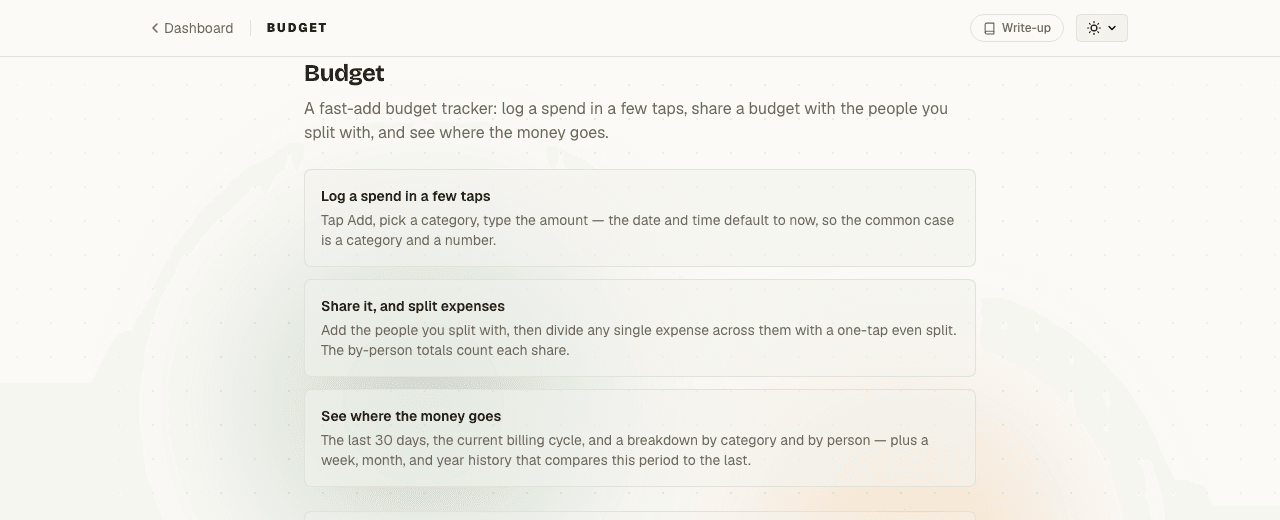 Dashboard
BUDGET
Write-up
Budget
A fast-add budget tracker: log a spend in a few taps, share a budget with the people you
split with, and see where the money goes.
Log a spend in a few taps
Tap Add, pick a category, type the amount — the date and time default to now, so the common case
is a category and a number.
Share it, and split expenses
Add the people you split with, then divide any single expense across them with a one-tap even split.
The by-person totals count each share.
See where the money goes
The last 30 days, the current billing cycle, and a breakdown by category and by person — plus a
week, month, and year history that compares this period to the last.